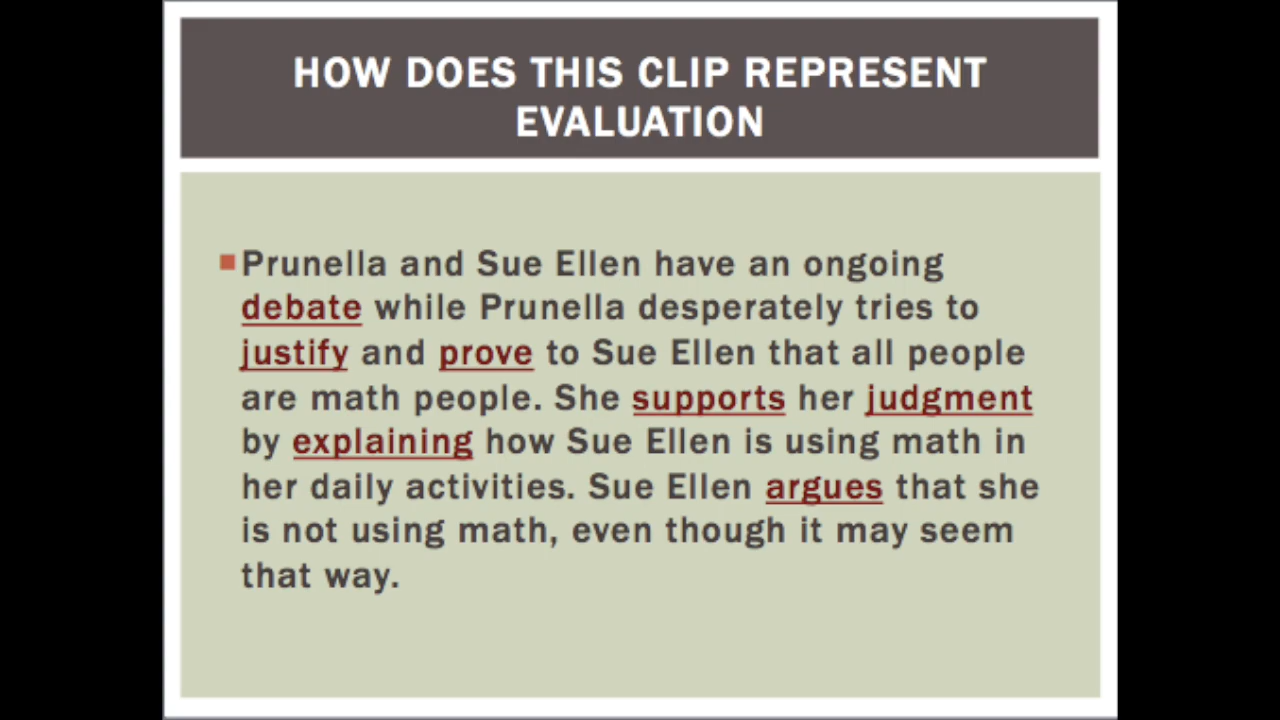 HOW DOES THIS CLIP REPRESENT
EVALUATION
Prunella and Sue Ellen have an ongoing
debate while Prunella desperately tries to
justify and prove to Sue Ellen that all people
are math people. She supports her judgment
by explaining how Sue Ellen is using math in
her daily activities. Sue Ellen argues that she
is not using math, even though it may seem
that way.